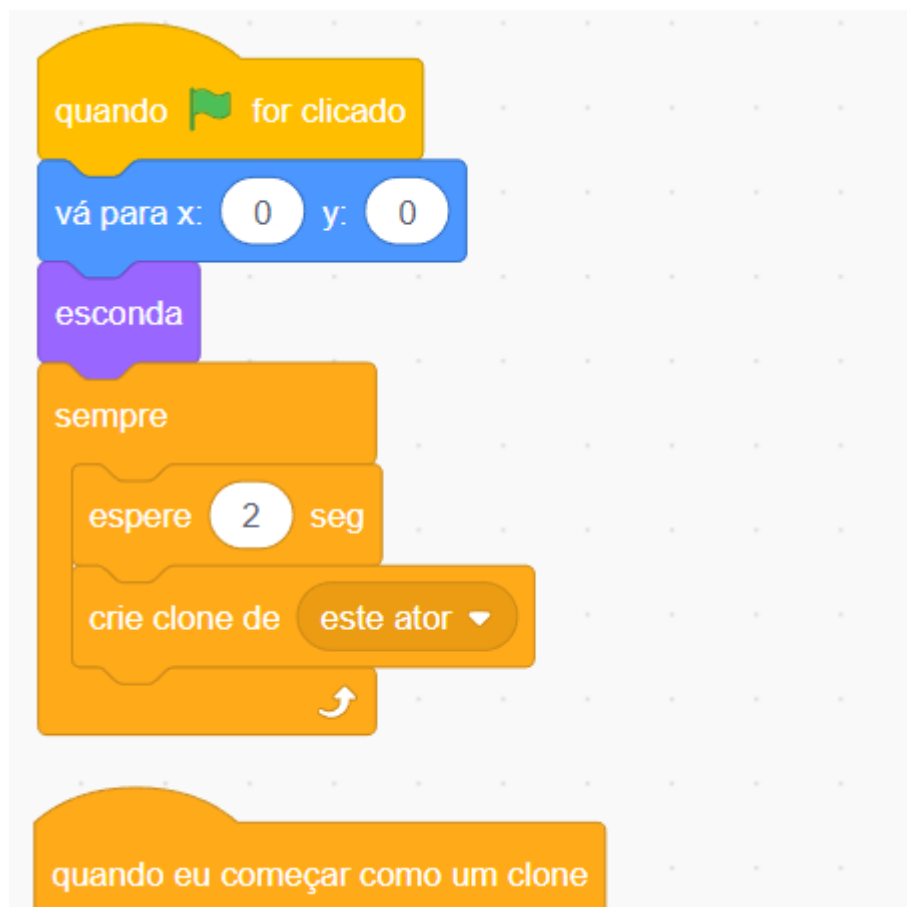 quando for clicado
vá para x: 0 y: 0
esconda
sempre
espere 2 seg
crie clone de este ator
quando eu começar como um clone